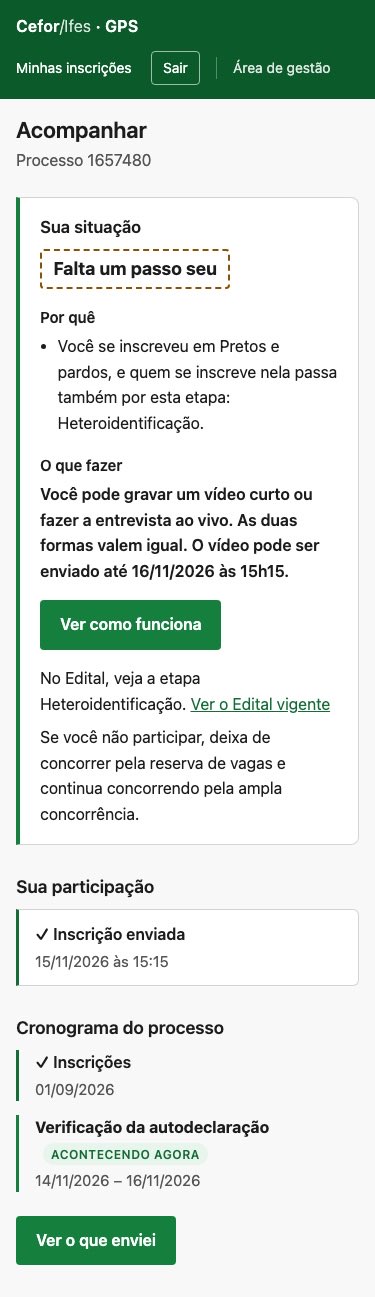 Cefor/Ifes · GPS
Minhas inscrições
Sair
Área de gestão
Acompanhar
Processo 1657480
Sua situação
Falta um passo seu
Por quê
• Você se inscreveu em Pretos e
pardos, e quem se inscreve nela passa
também por esta etapa:
Heteroidentificação.
O que fazer
Você pode gravar um vídeo curto ou
fazer a entrevista ao vivo. As duas
formas valem igual. O vídeo pode ser
enviado até 16/11/2026 às 15h15.
Ver como funciona
No Edital, veja a etapa
Heteroidentificação. Ver o Edital vigente
Se você não participar, deixa de
concorrer pela reserva de vagas e
continua concorrendo pela ampla
concorrência.
Sua participação
✓ Inscrição enviada
15/11/2026 às 15:15
Cronograma do processo
✓ Inscrições
01/09/2026
Verificação da autodeclaração
ACONTECENDO AGORA
14/11/2026 – 16/11/2026
Ver o que enviei